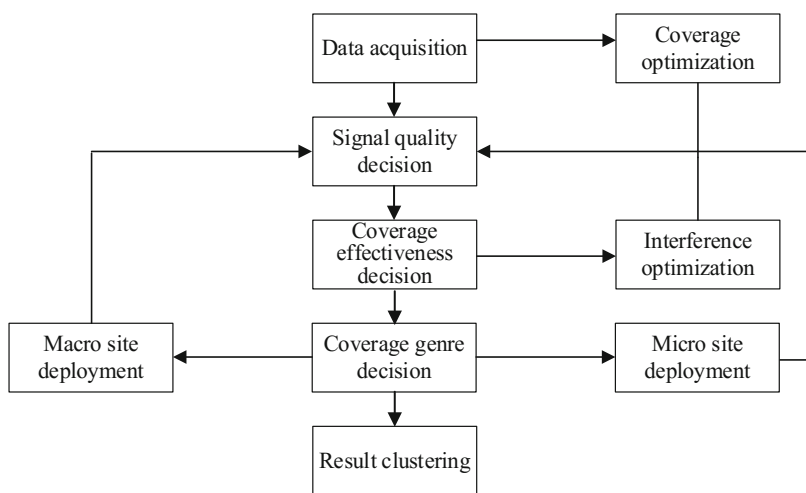 Data acquisition
Coverage
optimization
Signal quality
decision
Coverage
effectiveness
decision
Interference
optimization
Macro site
deployment
Coverage genre
decision
Micro site
deployment
Result clustering